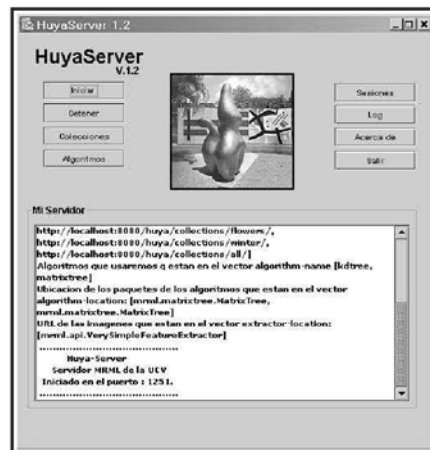 HuyaServer 1.2
HuyaServer
V.1.2
Iniciar
Detener
Colecciones
Algoritmos
Sesiones
Log
Acerca de
Salir
Mi Servidor
http://localhost:8080/huya/collections/flowers/,
http://localhost:8080/huya/collections/winter/,
http://localhost:8080/huya/collections/all/]
Algoritmos que usaremos q estan en el vector algorithm-name [kdtree,
matrixtree]
Ubicacion de los paquetes de los algoritmos que estan en el vector
algorithm-location: [mrml.matrixtree.MatrixTree,
mrml.matrixtree.MatrixTree]
URL de las imagenes que estan en el vector extractor-location:
[mrml.api.VerySimpleFeatureExtractor]
..........................................
Huya-Server
Servidor MRML de la UCV
Iniciado en el puerto : 1251.
..........................................